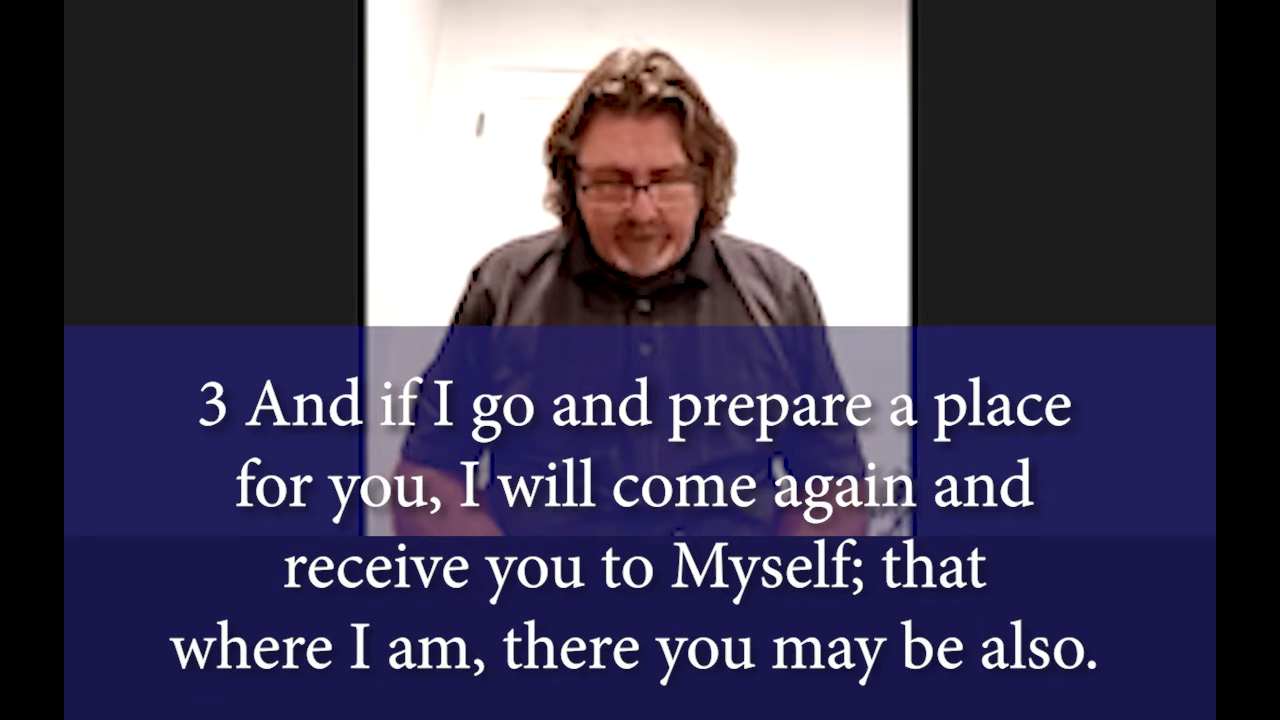 3 And if I go and prepare a place
for you, I will come again and
receive you to Myself; that
where I am, there you may be also.